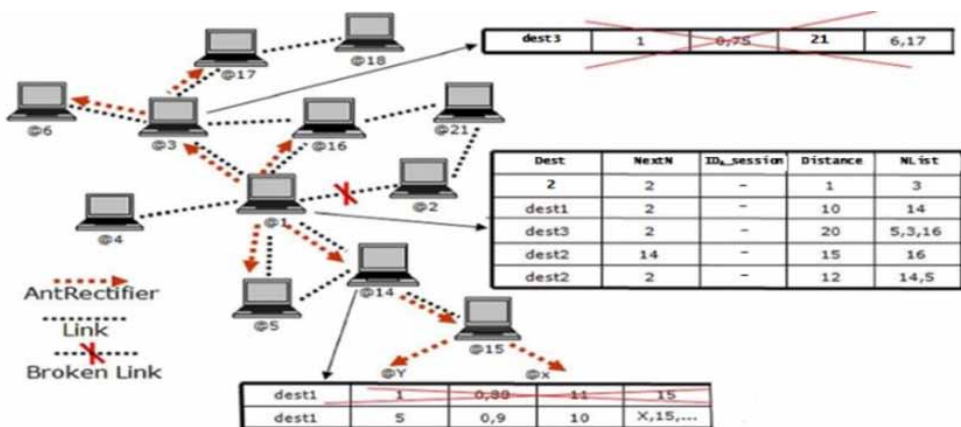 dest3 1 0,75 21 6,17
@17
@18
@6
@3
@16
@21
@4
@1
@2
Dest NextN IDA_session Distance NList
2 2 - 1 3
dest1 2 - 10 14
dest3 2 - 20 5,3,16
dest2 14 - 15 16
dest2 2 - 12 14,5
@5
@14
@15
@Y
@x
AntRectifier
Link
Broken Link
dest1 1 11 15
dest1 5 0,9 10 X,15,...